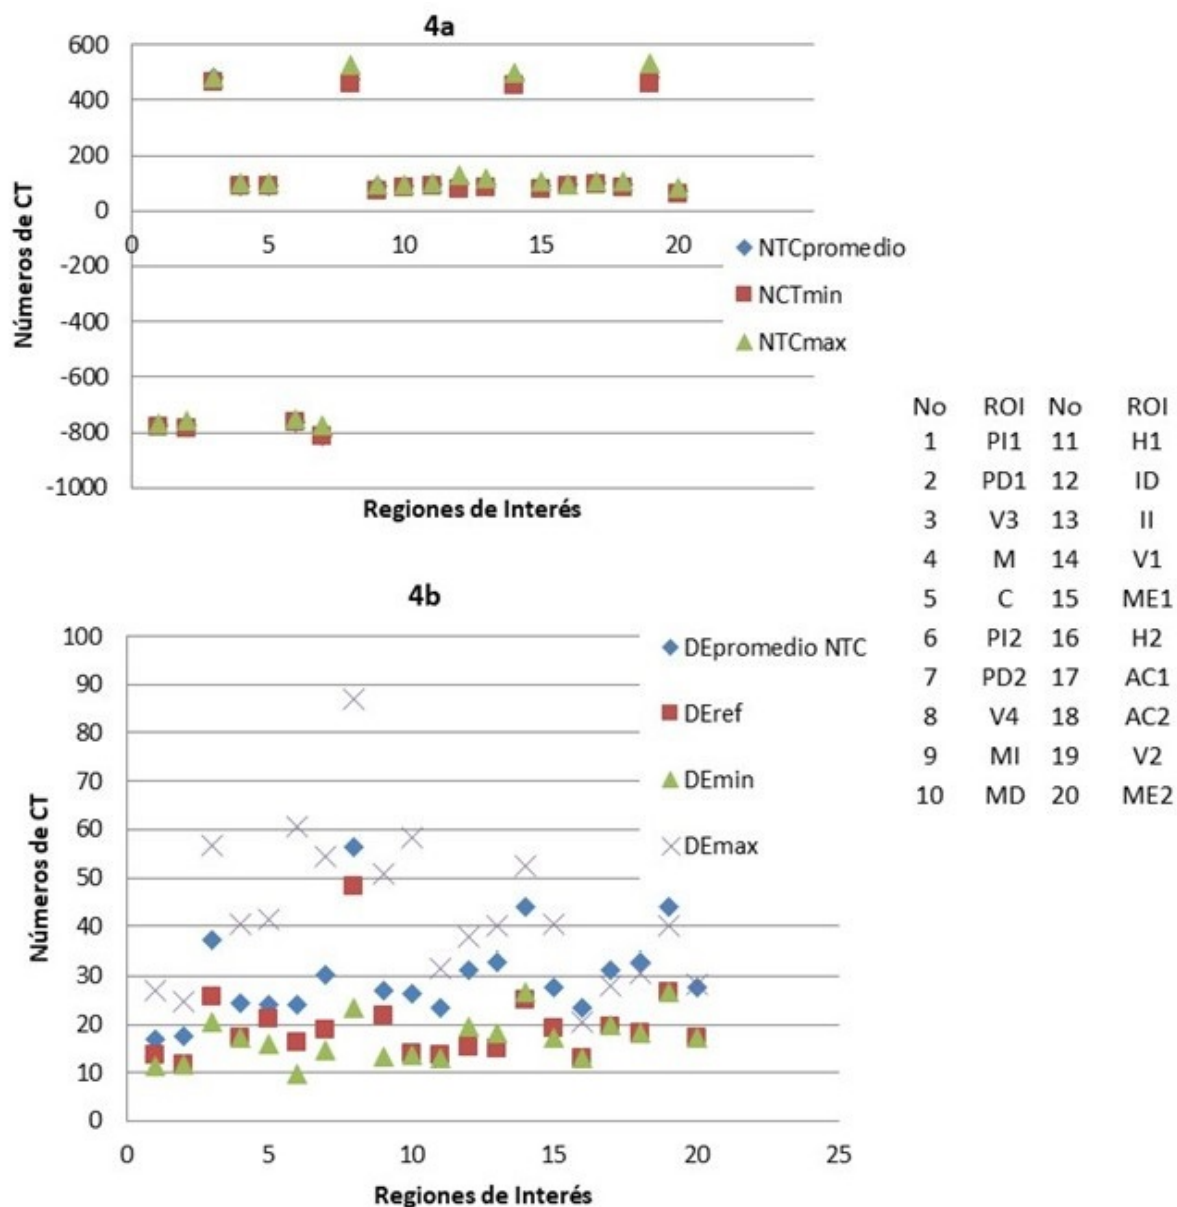 4a
600
400
200
0
-200
-400
-600
-800
-1000
0 5 10 15 20
Números de CT
Regiones de Interés
NTCpromedio
NCTmin
NTCmax
4b
100
90
80
70
60
50
40
30
20
10
0
0 5 10 15 20 25
Números de CT
Regiones de Interés
DEpromedio NTC
DEref
DEmin
DEmax
No ROI No ROI
1 PI1 11 H1
2 PD1 12 ID
3 V3 13 II
4 M 14 V1
5 C 15 ME1
6 PI2 16 H2
7 PD2 17 AC1
8 V4 18 AC2
9 MI 19 V2
10 MD 20 ME2